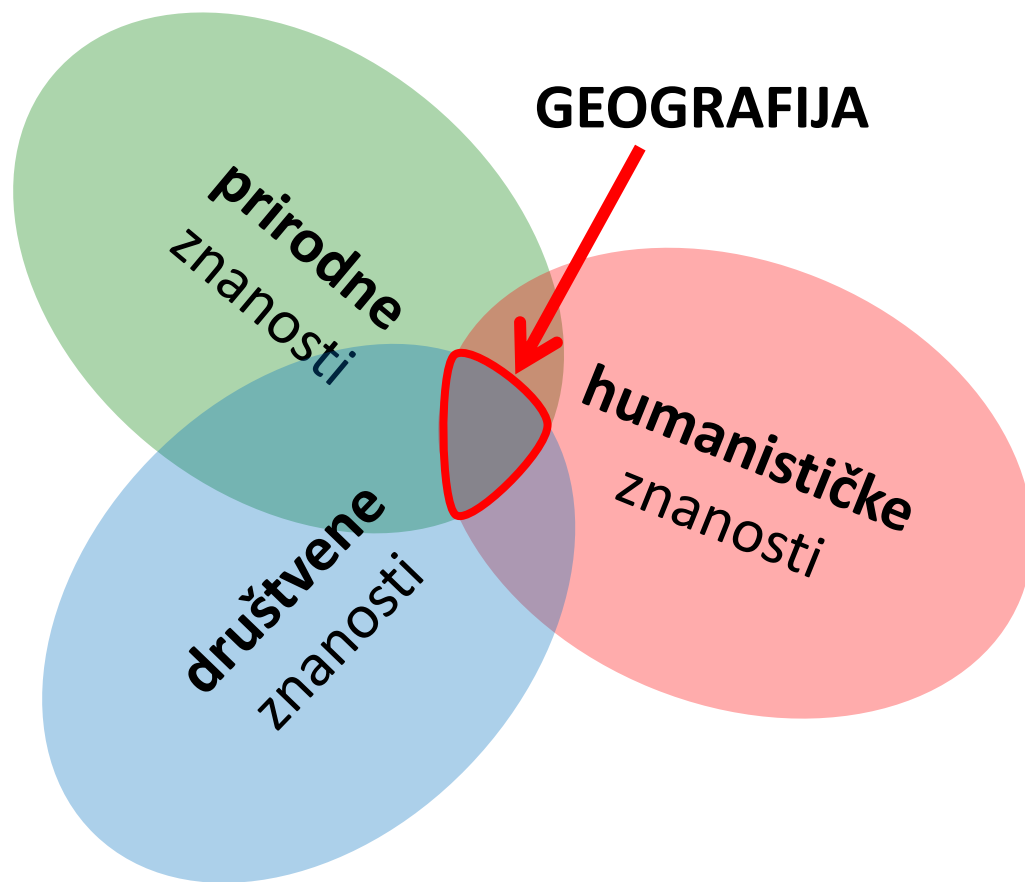 GEOGRAFIJA
prirodne
znanosti
humanističke
znanosti
društvene
znanosti